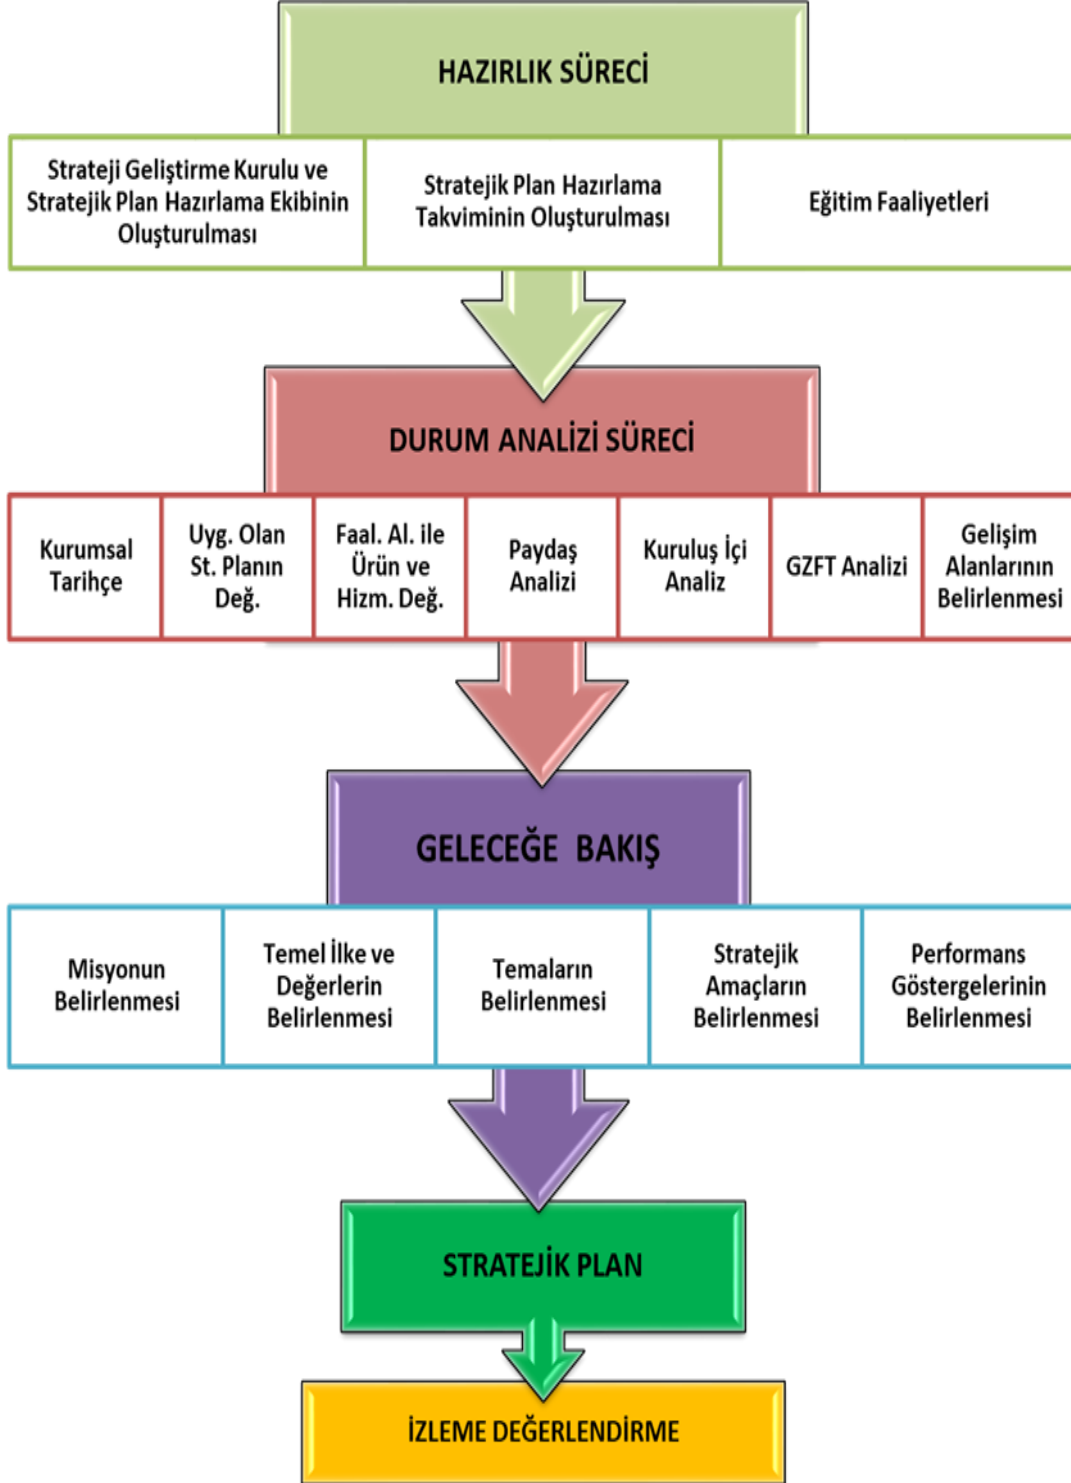 HAZIRLIK SÜRECİ
Strateji Geliştirme Kurulu ve
Stratejik Plan Hazırlama Ekibinin
Oluşturulması
Stratejik Plan Hazırlama
Takviminin Oluşturulması
Eğitim Faaliyetleri
DURUM ANALİZİ SÜRECİ
Kurumsal
Tarihçe
Uyg. Olan
St. Planın
Değ.
Faal. Al. ile
Ürün ve
Hizm. Değ.
Paydaş
Analizi
Kuruluş İçi
Analiz
GZFT Analizi
Gelişim
Alanlarının
Belirlenmesi
GELECEĞE BAKIŞ
Misyonun
Belirlenmesi
Temel İlke ve
Değerlerin
Belirlenmesi
Temaların
Belirlenmesi
Stratejik
Amaçların
Belirlenmesi
Performans
Göstergelerinin
Belirlenmesi
STRATEJİK PLAN
İZLEME DEĞERLENDİRME